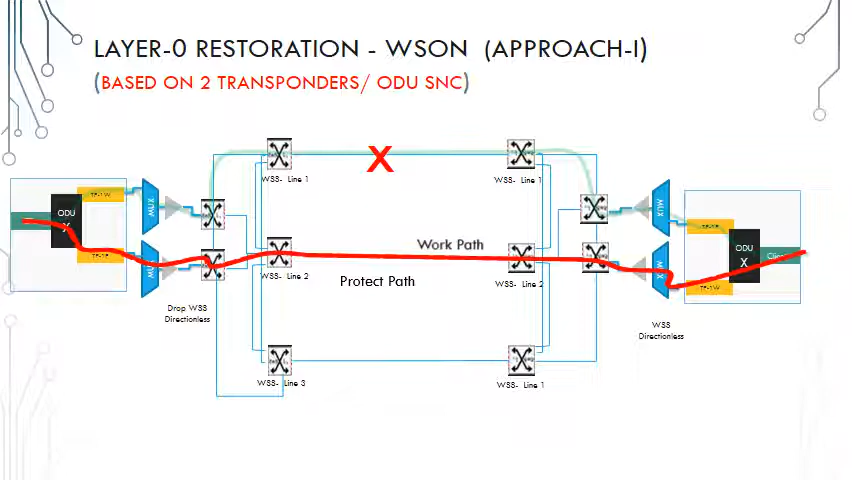 LAYER-0 RESTORATION - WSON (APPROACH-I)
(BASED ON 2 TRANSPONDERS/ ODU SNC)
X
WSS- Line 1
WSS- Line 1
ODU
X
MUX
MUX
Work Path
ODU
X
MUX
MUX
WSS- Line 2
WSS- Line 2
Protect Path
TP-1W
Drop WSS
Directionless
WSS
Directionless
WSS- Line 3
WSS- Line 1